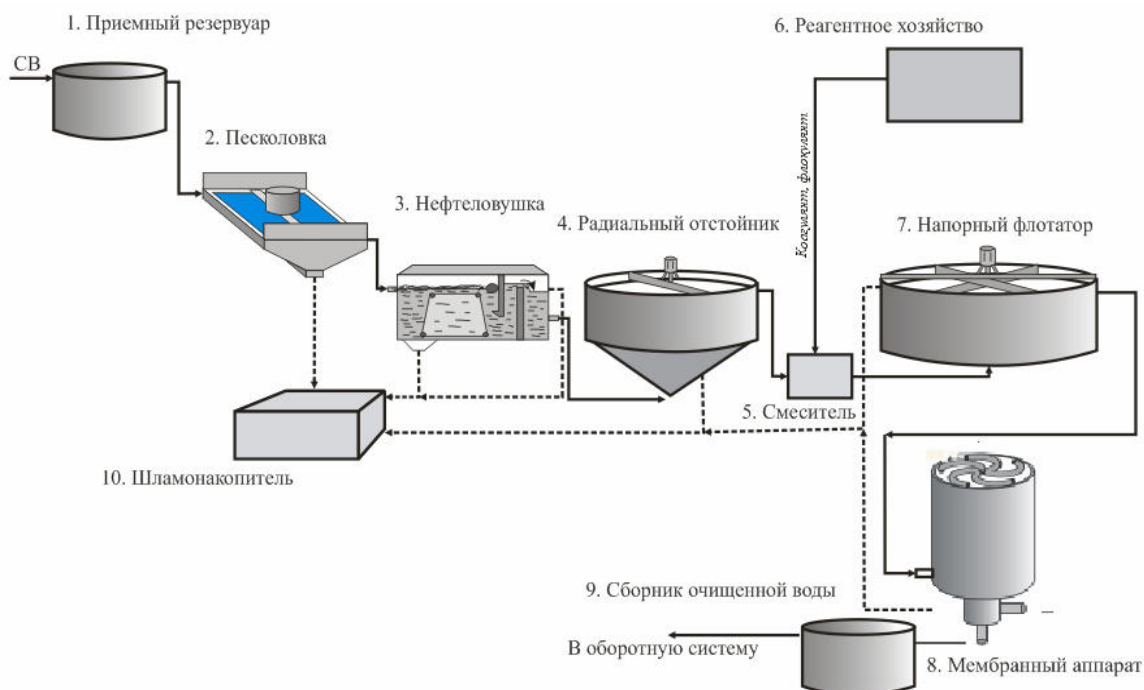 1. Приемный резервуар
6. Реагентное хозяйство
СВ
2. Песколовка
Коагулянт, флокулянт
3. Нефтеловушка
4. Радиальный отстойник
7. Напорный флотатор
5. Смеситель
10. Шламонакопитель
9. Сборник очищенной воды
В оборотную систему
8. Мембранный аппарат